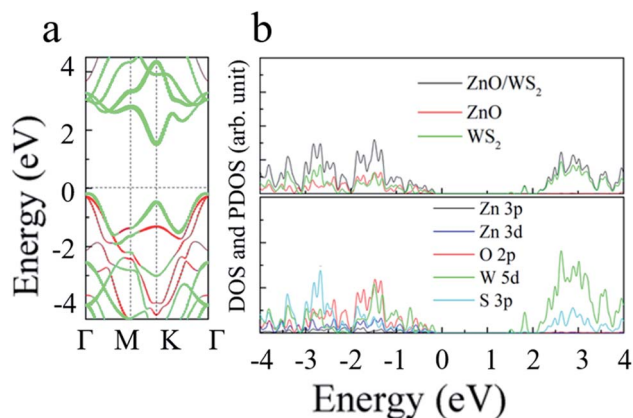 a
Energy (eV)
4
2
0
-2
-4
Γ M K Γ
b
DOS and PDOS (arb. unit)
ZnO/WS₂
ZnO
WS₂
Zn 3p
Zn 3d
O 2p
W 5d
S 3p
-4 -3 -2 -1 0 1 2 3 4
Energy (eV)